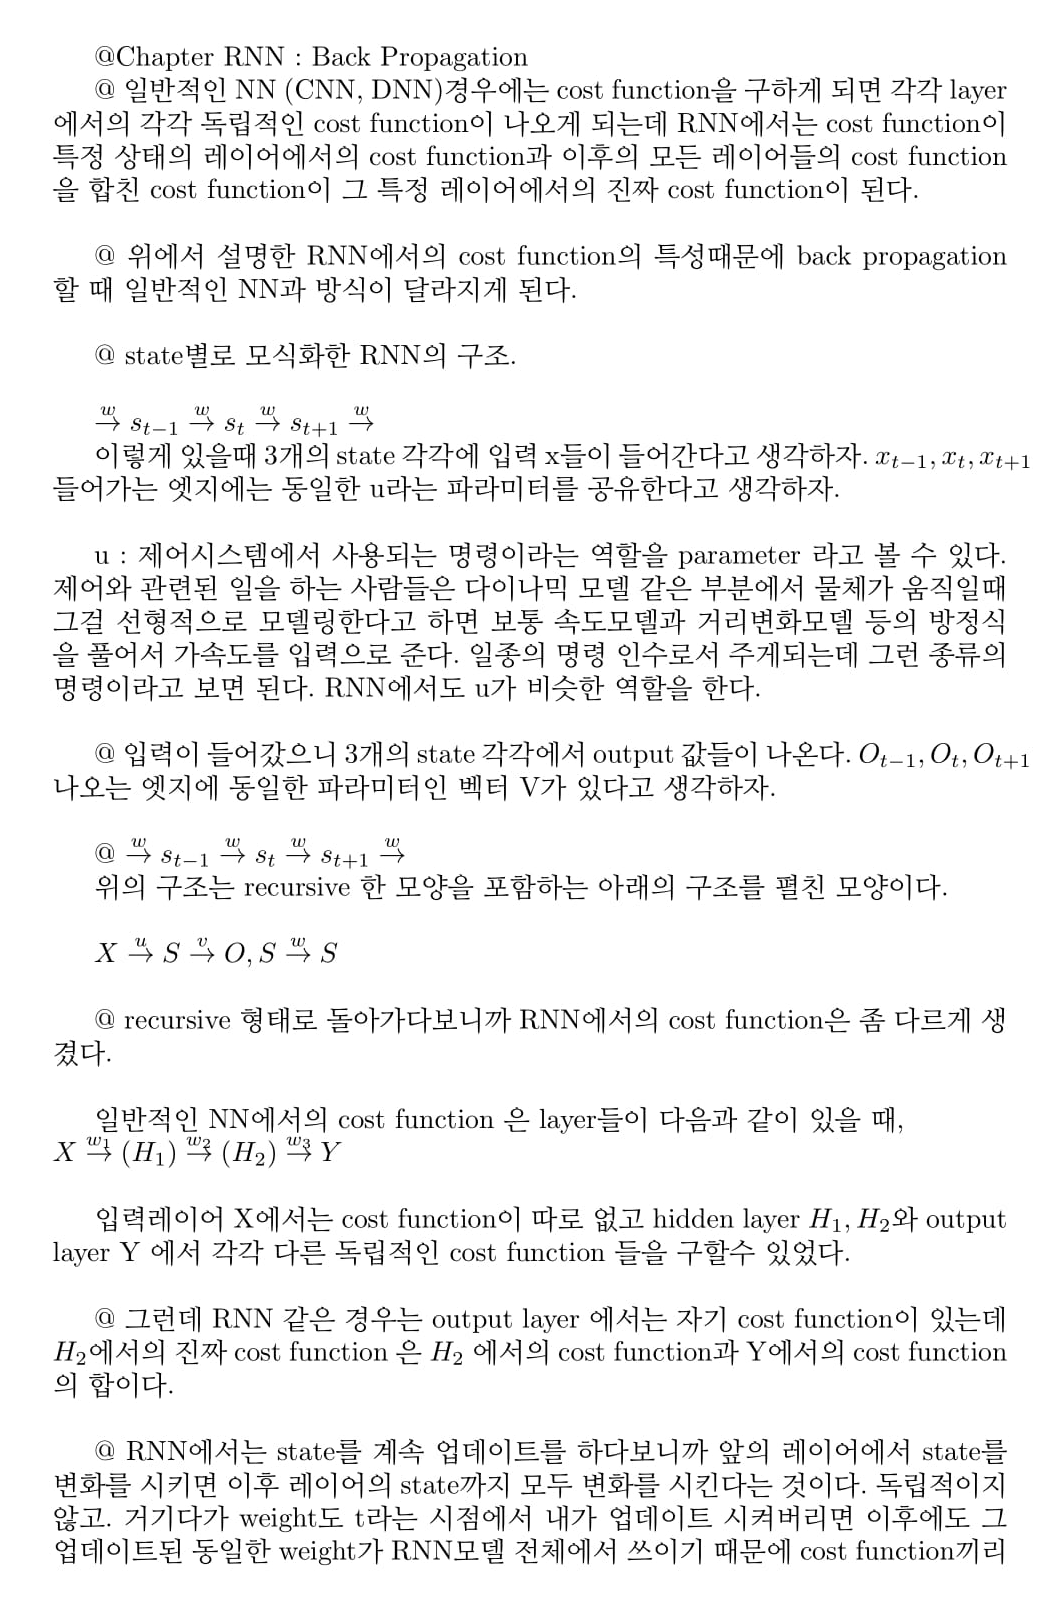 @Chapter RNN : Back Propagation
@ 일반적인 NN (CNN, DNN)경우에는 cost function을 구하게 되면 각각 layer
에서의 각각 독립적인 cost function이 나오게 되는데 RNN에서는 cost function이
특정 상태의 레이어에서의 cost function과 이후의 모든 레이어들의 cost function
을 합친 cost function이 그 특정 레이어에서의 진짜 cost function이 된다.
@ 위에서 설명한 RNN에서의 cost function의 특성때문에 back propagation
할 때 일반적인 NN과 방식이 달라지게 된다.
@ state별로 모식화한 RNN의 구조.
$\xrightarrow{w} s_{t-1} \xrightarrow{w} s_t \xrightarrow{w} s_{t+1} \xrightarrow{w}$
이렇게 있을때 3개의 state 각각에 입력 x들이 들어간다고 생각하자. $x_{t-1}, x_t, x_{t+1}$
들어가는 엣지에는 동일한 u라는 파라미터를 공유한다고 생각하자.
u : 제어시스템에서 사용되는 명령이라는 역할을 parameter 라고 볼 수 있다.
제어와 관련된 일을 하는 사람들은 다이나믹 모델 같은 부분에서 물체가 움직일때
그걸 선형적으로 모델링한다고 하면 보통 속도모델과 거리변화모델 등의 방정식
을 풀어서 가속도를 입력으로 준다. 일종의 명령 인수로서 주게되는데 그런 종류의
명령이라고 보면 된다. RNN에서도 u가 비슷한 역할을 한다.
@ 입력이 들어갔으니 3개의 state 각각에서 output 값들이 나온다. $O_{t-1}, O_t, O_{t+1}$
나오는 엣지에 동일한 파라미터인 벡터 V가 있다고 생각하자.
@ $\xrightarrow{w} s_{t-1} \xrightarrow{w} s_t \xrightarrow{w} s_{t+1} \xrightarrow{w}$
위의 구조는 recursive 한 모양을 포함하는 아래의 구조를 펼친 모양이다.
$X \xrightarrow{u} S \xrightarrow{v} O, S \xrightarrow{w} S$
@ recursive 형태로 돌아가다보니까 RNN에서의 cost function은 좀 다르게 생
겼다.
일반적인 NN에서의 cost function 은 layer들이 다음과 같이 있을 때,
$X \xrightarrow{w_1} (H_1) \xrightarrow{w_2} (H_2) \xrightarrow{w_3} Y$
입력레이어 X에서는 cost function이 따로 없고 hidden layer $H_1, H_2$와 output
layer Y 에서 각각 다른 독립적인 cost function 들을 구할수 있었다.
@ 그런데 RNN 같은 경우는 output layer 에서는 자기 cost function이 있는데
$H_2$에서의 진짜 cost function 은 $H_2$ 에서의 cost function과 Y에서의 cost function
의 합이다.
@ RNN에서는 state를 계속 업데이트를 하다보니까 앞의 레이어에서 state를
변화를 시키면 이후 레이어의 state까지 모두 변화를 시킨다는 것이다. 독립적이지
않고. 거기다가 weight도 t라는 시점에서 내가 업데이트 시켜버리면 이후에도 그
업데이트된 동일한 weight가 RNN모델 전체에서 쓰이기 때문에 cost function끼리